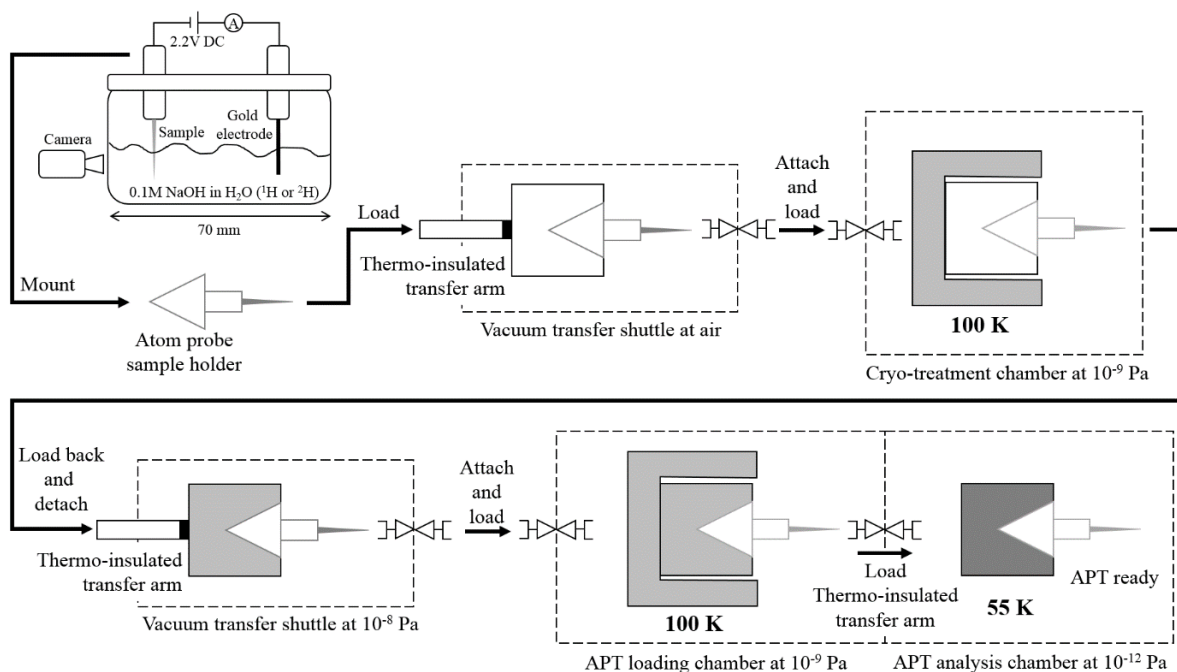 A
2.2V DC
Camera
Sample
Gold
electrode
0.1M NaOH in H₂O (¹H or ²H)
70 mm
Mount
Atom probe
sample holder
Load
Thermo-insulated
transfer arm
Vacuum transfer shuttle at air
Attach
and
load
100 K
Cryo-treatment chamber at 10⁻⁹ Pa
Load back
and
detach
Thermo-insulated
transfer arm
Vacuum transfer shuttle at 10⁻⁸ Pa
Attach
and
load
100 K
APT loading chamber at 10⁻⁹ Pa
Load
Thermo-insulated
transfer arm
55 K
APT ready
APT analysis chamber at 10⁻¹² Pa